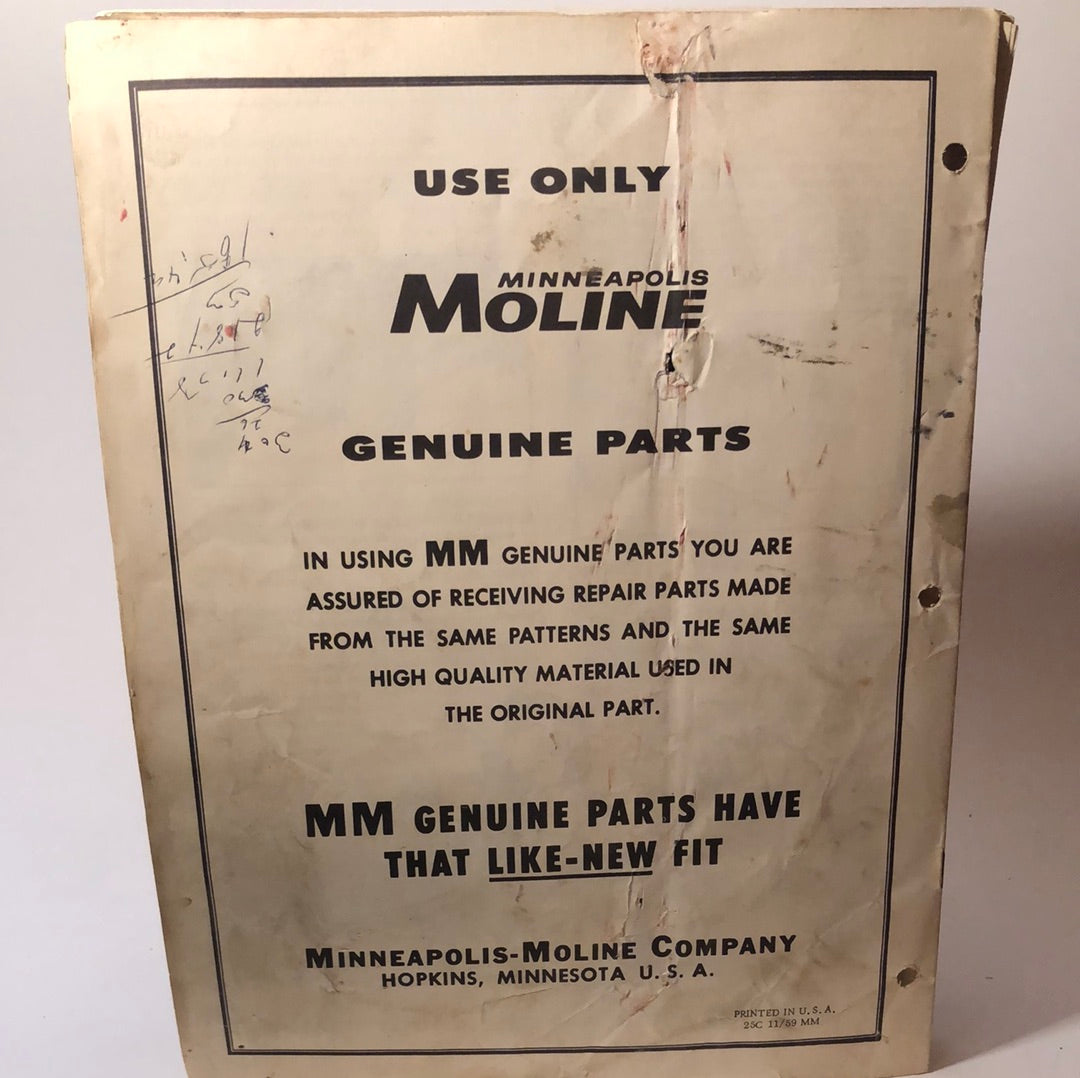 USE ONLY
MINNEAPOLIS
MOLINE
GENUINE PARTS
IN USING MM GENUINE PARTS YOU ARE
ASSURED OF RECEIVING REPAIR PARTS MADE
FROM THE SAME PATTERNS AND THE SAME
HIGH QUALITY MATERIAL USED IN
THE ORIGINAL PART.
MM GENUINE PARTS HAVE
THAT LIKE-NEW FIT
MINNEAPOLIS-MOLINE COMPANY
HOPKINS, MINNESOTA U. S. A.
PRINTED IN U. S. A.
25C 11/59 MM